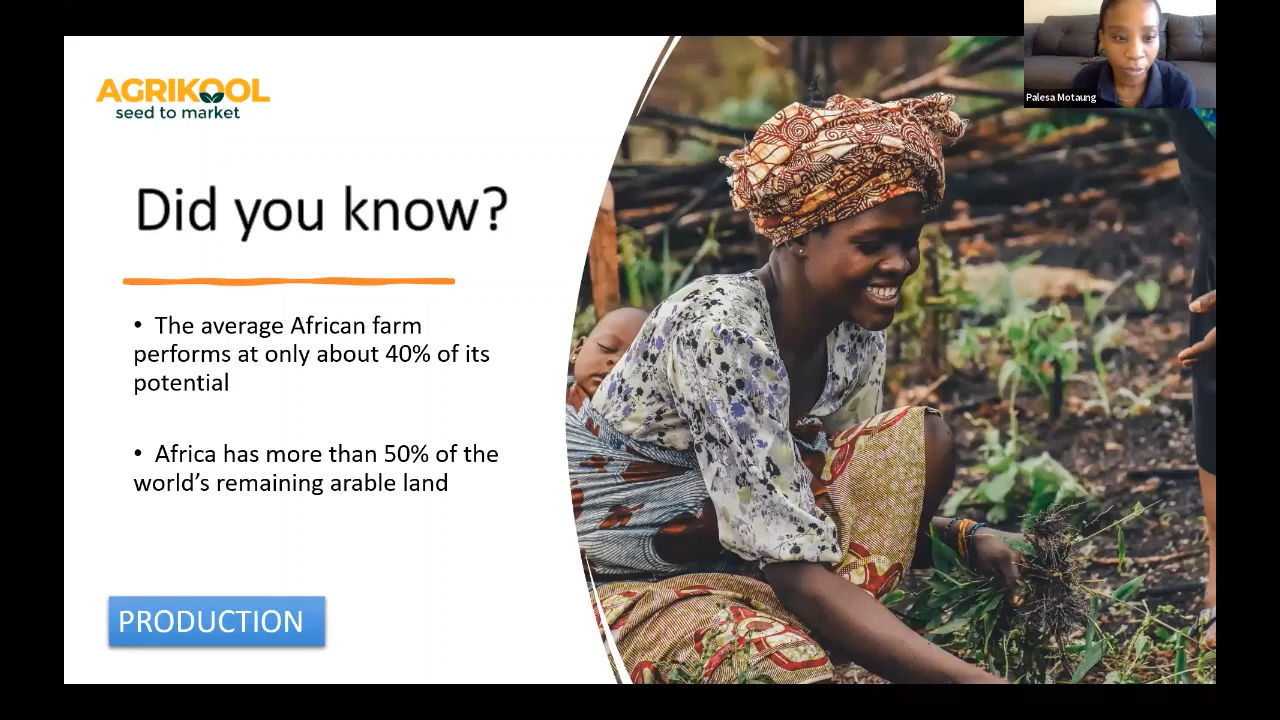 AGRIKOOL
seed to market
Palesa Motaung
Did you know?
• The average African farm
performs at only about 40% of its
potential
• Africa has more than 50% of the
world’s remaining arable land
PRODUCTION